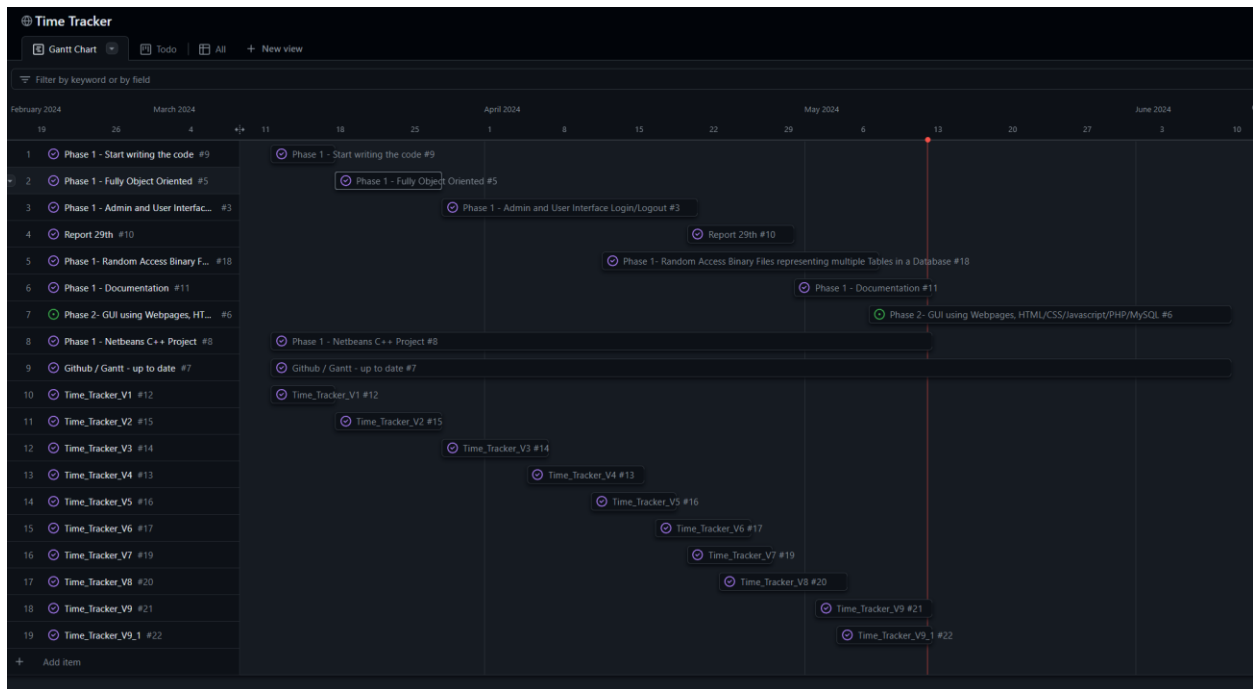 Time Tracker
Gantt Chart Todo All + New view
Filter by keyword or by field
February 2024 March 2024 April 2024 May 2024 June 2024
19 26 4 11 18 25 1 8 15 22 29 6 13 20 27 3 10
1 Phase 1 - Start writing the code #9 Phase 1 - Start writing the code #9
2 Phase 1 - Fully Object Oriented #5 Phase 1 - Fully Object Oriented #5
3 Phase 1 - Admin and User Interfac... #3 Phase 1 - Admin and User Interface Login/Logout #3
4 Report 29th #10 Report 29th #10
5 Phase 1- Random Access Binary F... #18 Phase 1- Random Access Binary Files representing multiple Tables in a Database #18
6 Phase 1 - Documentation #11 Phase 1 - Documentation #11
7 Phase 2- GUI using Webpages, HT... #6 Phase 2- GUI using Webpages, HTML/CSS/Javascript/PHP/MySQL #6
8 Phase 1 - Netbeans C++ Project #8 Phase 1 - Netbeans C++ Project #8
9 Github / Gantt - up to date #7 Github / Gantt - up to date #7
10 Time_Tracker_V1 #12 Time_Tracker_V1 #12
11 Time_Tracker_V2 #15 Time_Tracker_V2 #15
12 Time_Tracker_V3 #14 Time_Tracker_V3 #14
13 Time_Tracker_V4 #13 Time_Tracker_V4 #13
14 Time_Tracker_V5 #16 Time_Tracker_V5 #16
15 Time_Tracker_V6 #17 Time_Tracker_V6 #17
16 Time_Tracker_V7 #19 Time_Tracker_V7 #19
17 Time_Tracker_V8 #20 Time_Tracker_V8 #20
18 Time_Tracker_V9 #21 Time_Tracker_V9 #21
19 Time_Tracker_V9_1 #22 Time_Tracker_V9_1 #22
+ Add item